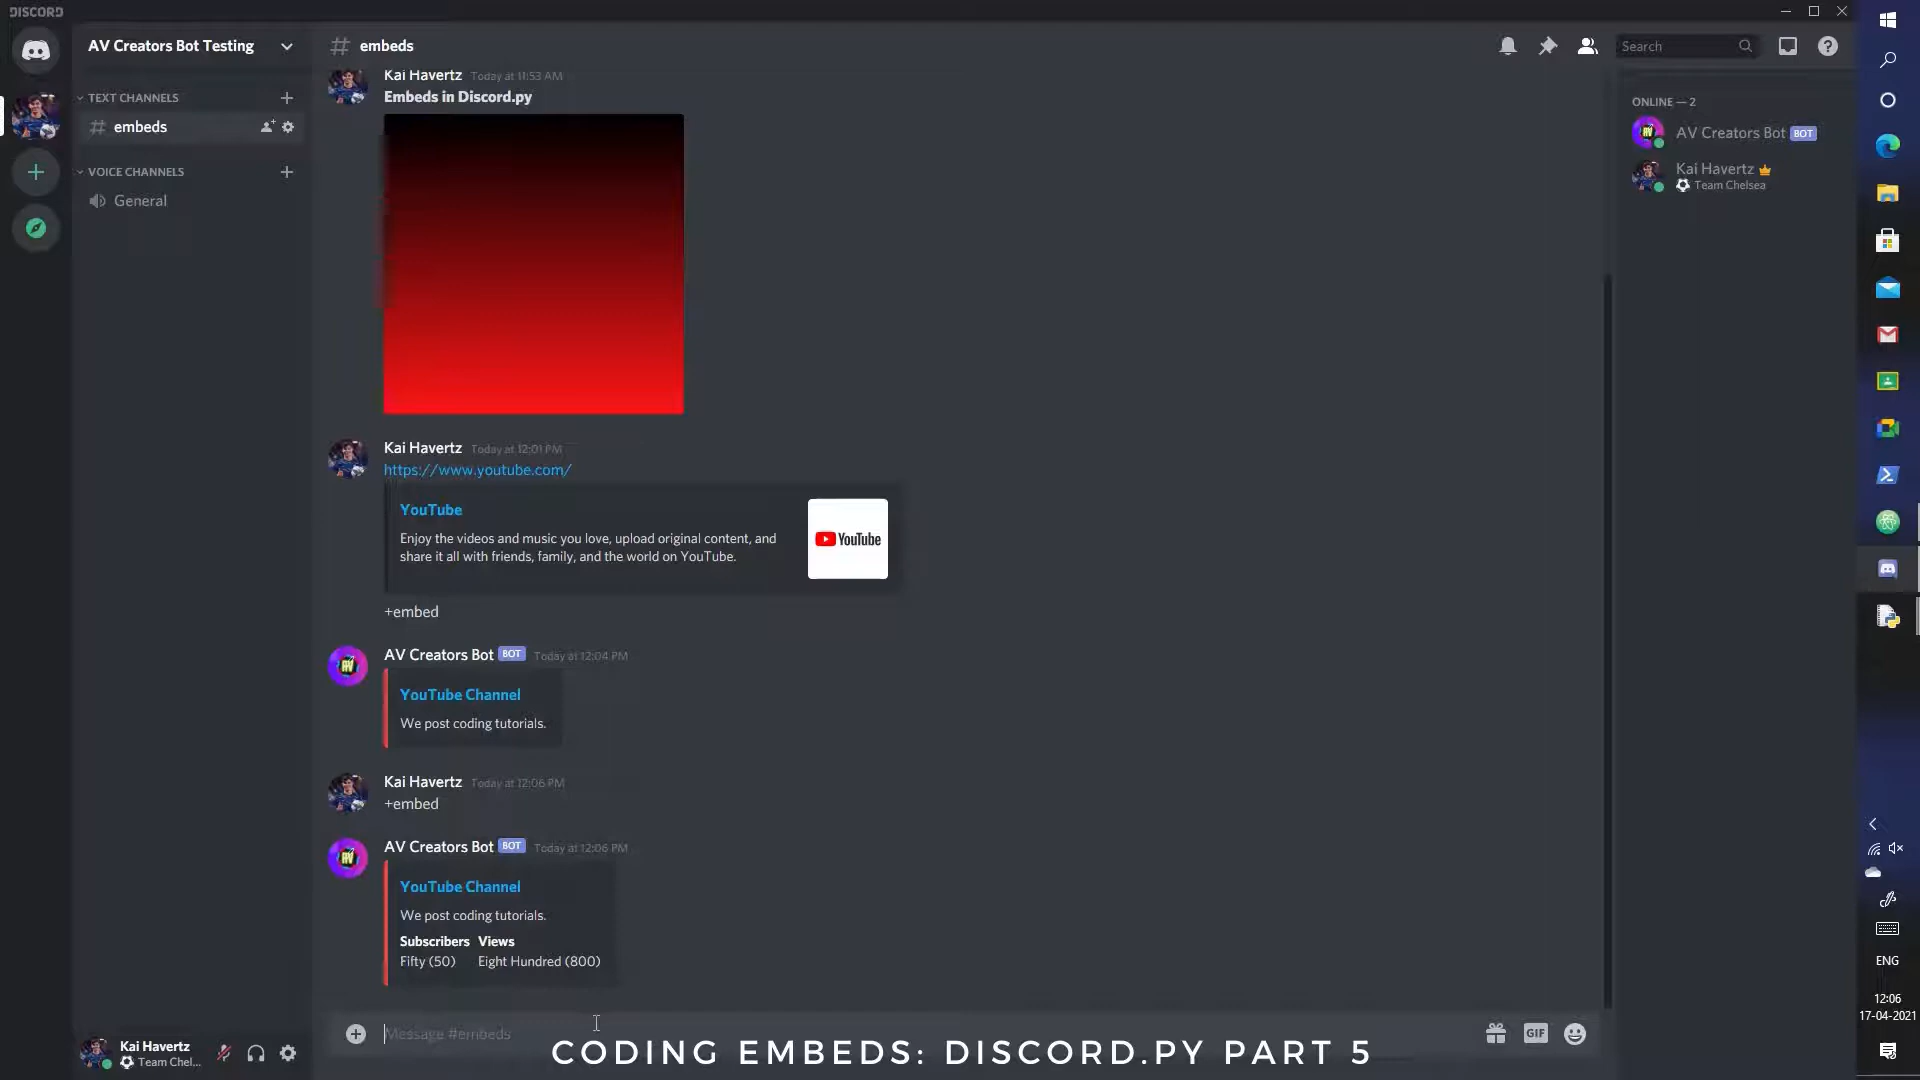 DISCORD
AV Creators Bot Testing
# embeds
Search
TEXT CHANNELS
# embeds
VOICE CHANNELS
General
Kai Havertz Today at 11:53 AM
Embeds in Discord.py
Kai Havertz Today at 12:01 PM
https://www.youtube.com/
YouTube
Enjoy the videos and music you love, upload original content, and
share it all with friends, family, and the world on YouTube.
YouTube
+embed
AV Creators Bot BOT Today at 12:04 PM
YouTube Channel
We post coding tutorials.
Kai Havertz Today at 12:06 PM
+embed
AV Creators Bot BOT Today at 12:06 PM
YouTube Channel
We post coding tutorials.
Subscribers Views
Fifty (50) Eight Hundred (800)
Message #embeds
GIF
ONLINE — 2
AV Creators Bot BOT
Kai Havertz
Team Chelsea
Kai Havertz
Team Chel...
CODING EMBEDS: DISCORD.PY PART 5
ENG
12:06
17-04-2021